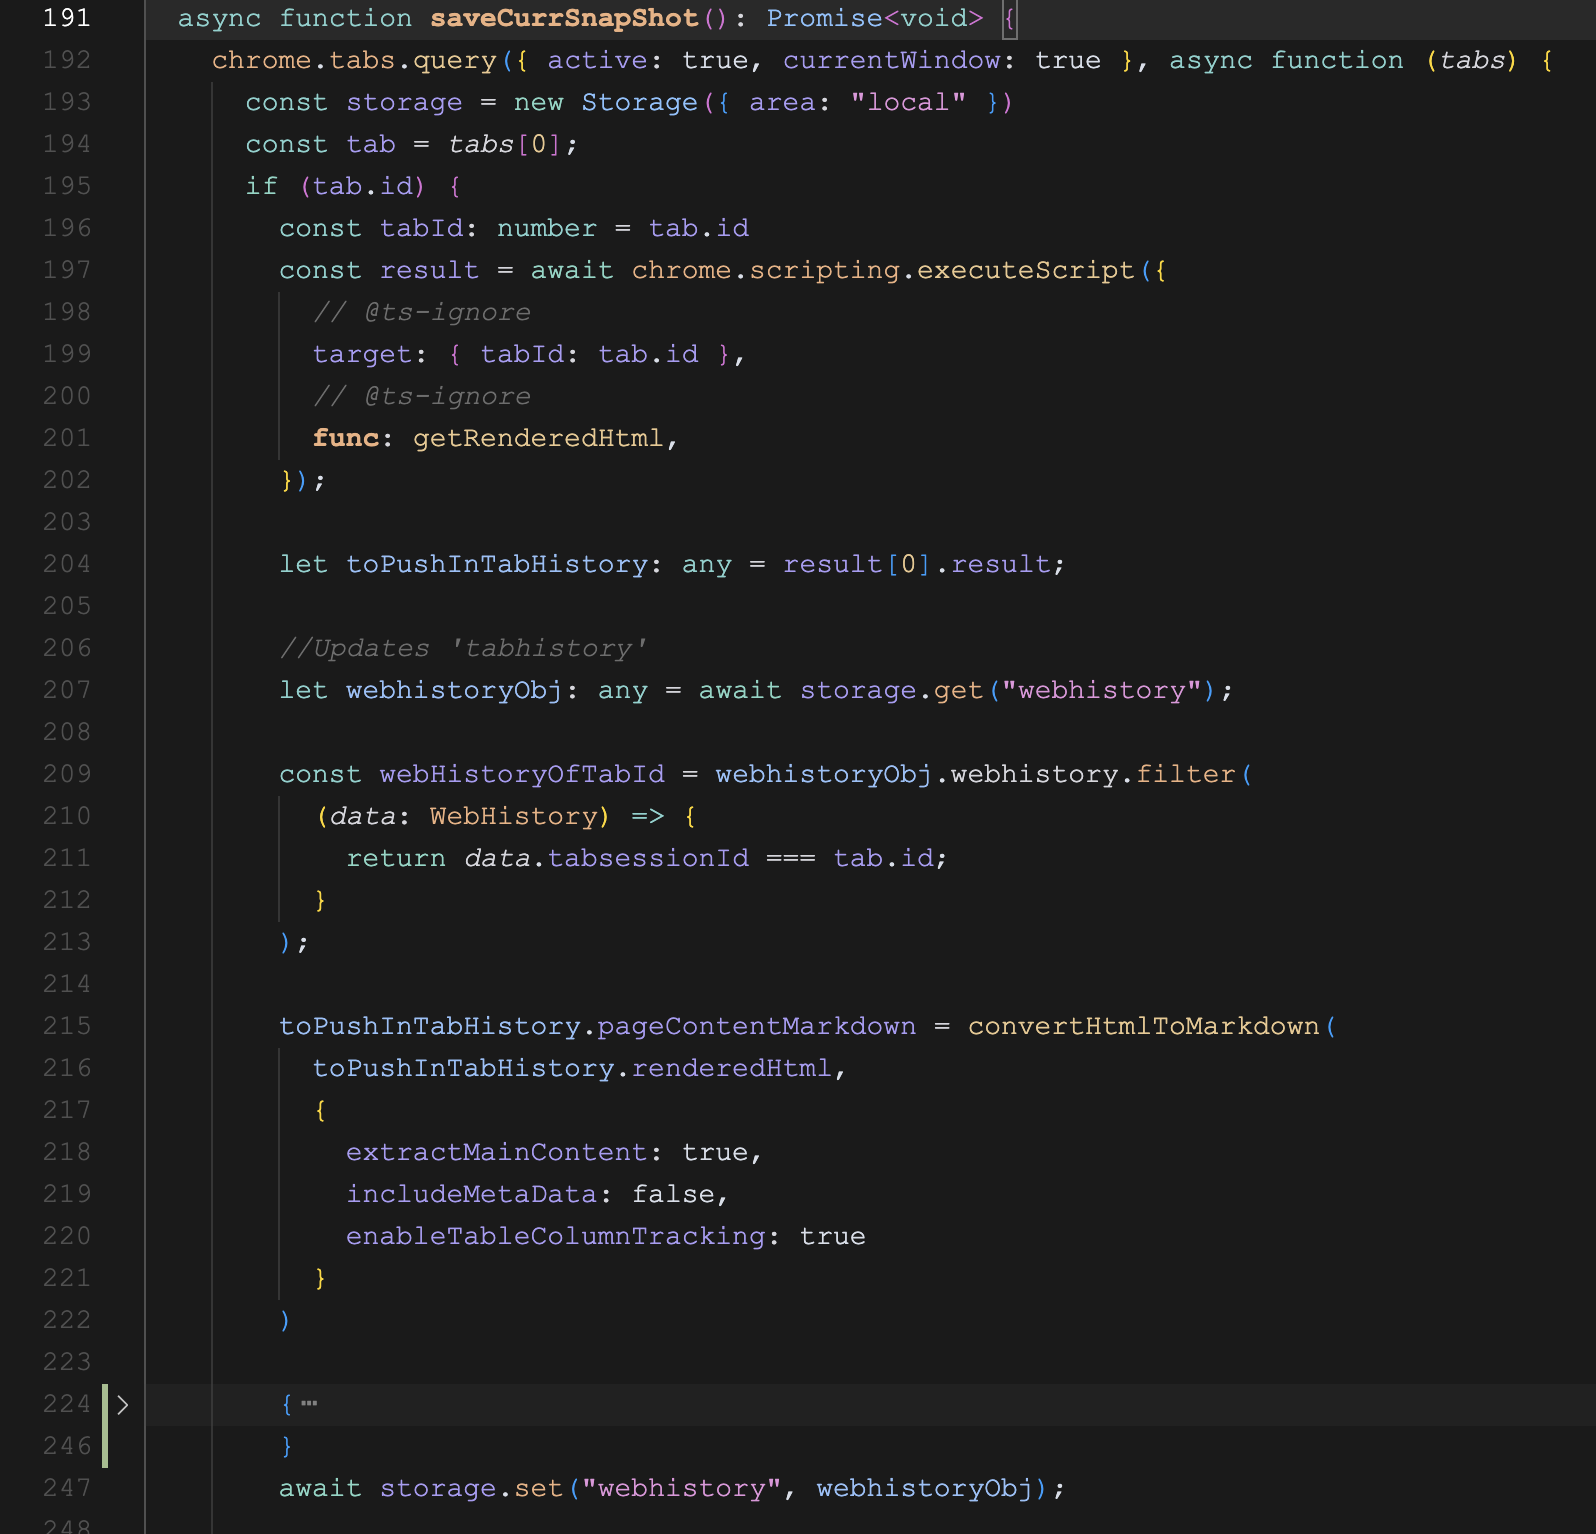 191 async function saveCurrSnapShot(): Promise<void> {
192 chrome.tabs.query({ active: true, currentWindow: true }, async function (tabs) {
193 const storage = new Storage({ area: "local" })
194 const tab = tabs[0];
195 if (tab.id) {
196 const tabId: number = tab.id
197 const result = await chrome.scripting.executeScript({
198 // @ts-ignore
199 target: { tabId: tab.id },
200 // @ts-ignore
201 func: getRenderedHtml,
202 });
203
204 let toPushInTabHistory: any = result[0].result;
205
206 //Updates 'tabhistory'
207 let webhistoryObj: any = await storage.get("webhistory");
208
209 const webHistoryOfTabId = webhistoryObj.webhistory.filter(
210 (data: WebHistory) => {
211 return data.tabsessionId === tab.id;
212 }
213 );
214
215 toPushInTabHistory.pageContentMarkdown = convertHtmlToMarkdown(
216 toPushInTabHistory.renderedHtml,
217 {
218 extractMainContent: true,
219 includeMetaData: false,
220 enableTableColumnTracking: true
221 }
222 )
223
224 { ⋯
246 }
247 await storage.set("webhistory", webhistoryObj);
248